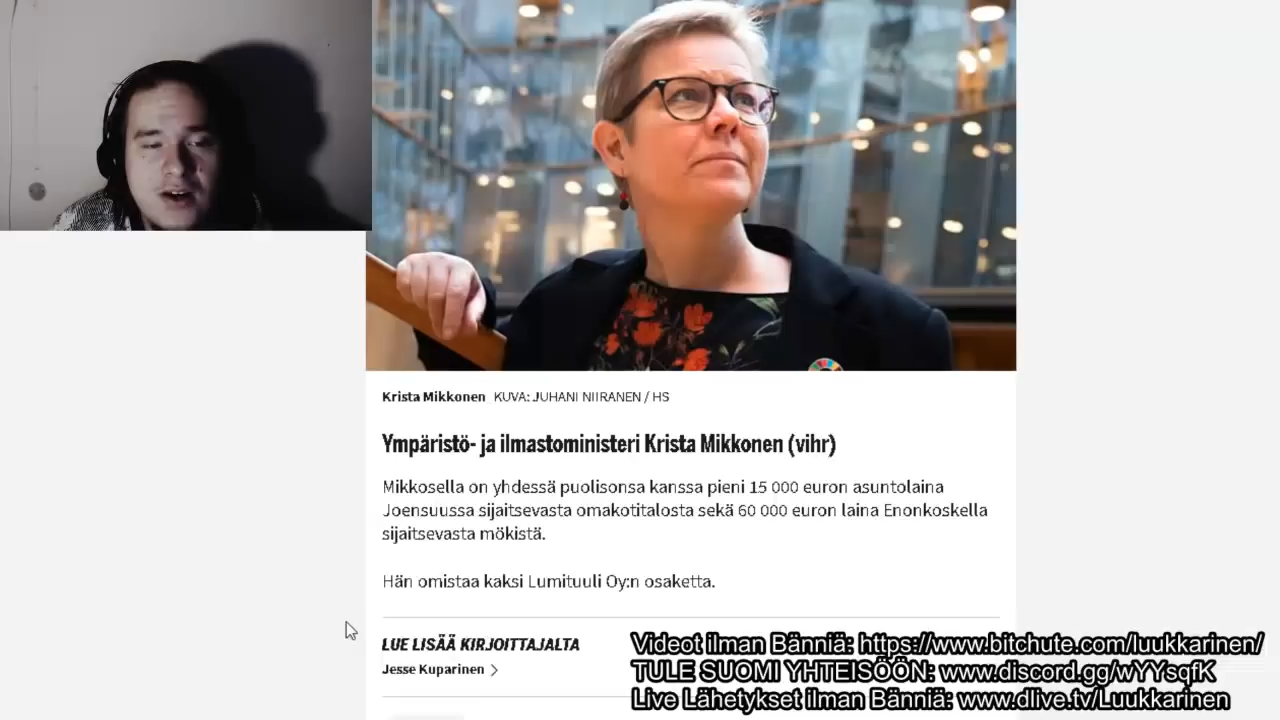 Krista Mikkonen KUVA: JUHANI NIIRANEN / HS
Ympäristö- ja ilmastoministeri Krista Mikkonen (vihr)
Mikkosella on yhdessä puolisonsa kanssa pieni 15 000 euron asuntolaina
Joensuussa sijaitsevasta omakotitalosta sekä 60 000 euron laina Enonkoskella
sijaitsevasta mökistä.
Hän omistaa kaksi Lumituuli Oy:n osaketta.
LUE LISÄÄ KIRJOITTAJALTA
Jesse Kuparinen
Videot ilman Bänniä: https://www.bitchute.com/luukkarinen/
TULE SUOMI YHTEISÖÖN: www.discord.gg/wYYsqfK
Live Lähetykset ilman Bänniä: www.dlive.tv/Luukkarinen